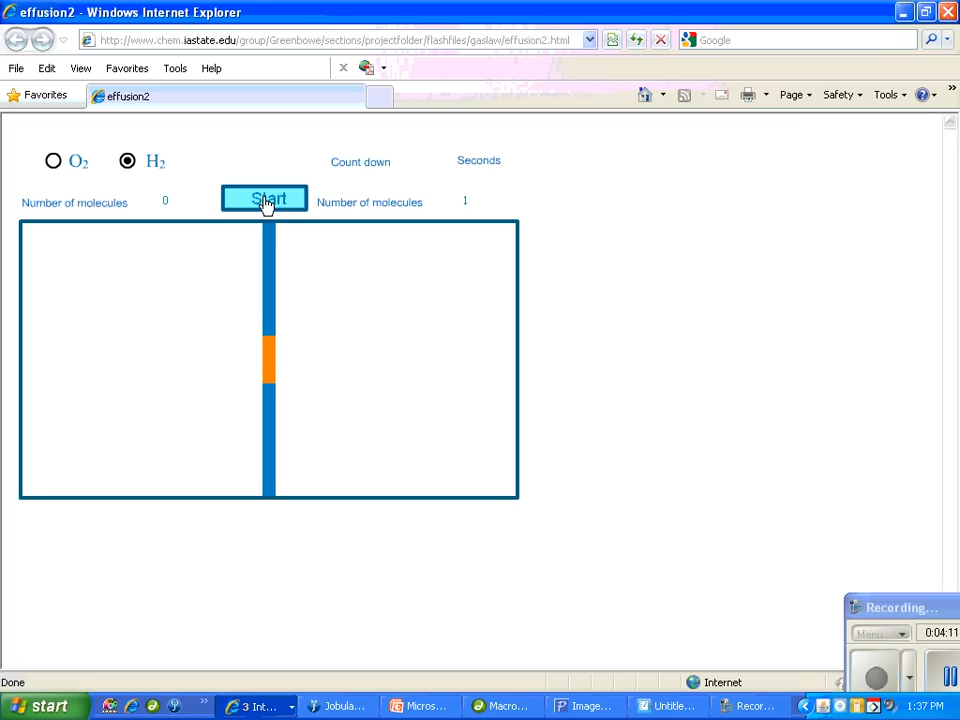 effusion2 - Windows Internet Explorer
http://www.chem.iastate.edu/group/Greenbowe/sections/projectfolder/flashfiles/gaslaw/effusion2.html
Google
File Edit View Favorites Tools Help
Favorites effusion2 Page Safety Tools
O2 H2 Count down Seconds
Number of molecules 0 Start Number of molecules 1
Recording...
Menu 0:04:11
Done Internet
start 3 Int... Jobula... Micros... Macro... Image... Untitle... Recor... 1:37 PM